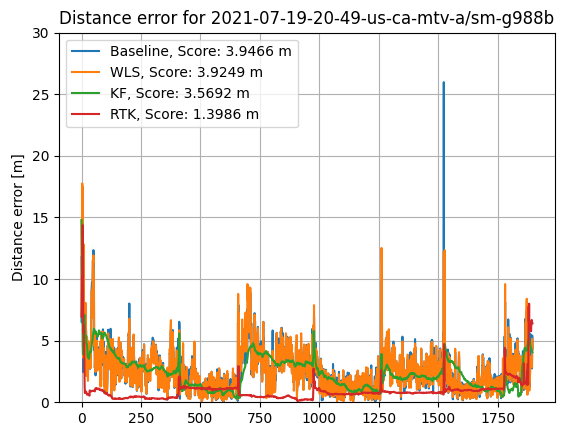 Distance error for 2021-07-19-20-49-us-ca-mtv-a/sm-g988b
Baseline, Score: 3.9466 m
WLS, Score: 3.9249 m
KF, Score: 3.5692 m
RTK, Score: 1.3986 m
Distance error [m]
30
25
20
15
10
5
0
0 250 500 750 1000 1250 1500 1750